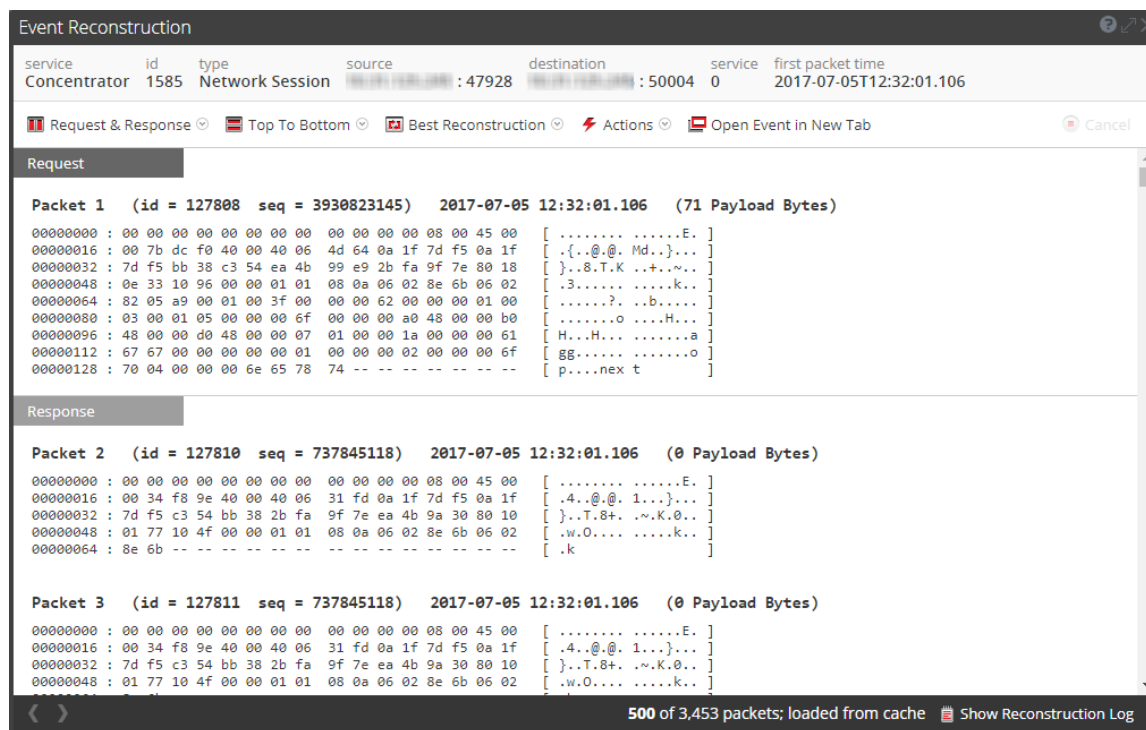 Event Reconstruction
service id type source destination service first packet time
Concentrator 1585 Network Session : 47928 : 50004 0 2017-07-05T12:32:01.106
Request & Response Top To Bottom Best Reconstruction Actions Open Event in New Tab Cancel
Request
Packet 1 (id = 127808 seq = 3930823145) 2017-07-05 12:32:01.106 (71 Payload Bytes)
00000000 : 00 00 00 00 00 00 00 00 00 00 00 00 08 00 45 00 [ ........ ......E. ]
00000016 : 00 7b dc f0 40 00 40 06 4d 64 0a 1f 7d f5 0a 1f [ .{..@.@. Md..}... ]
00000032 : 7d f5 bb 38 c3 54 ea 4b 99 e9 2b fa 9f 7e 80 18 [ }..8.T.K ..+..~.. ]
00000048 : 0e 33 10 96 00 00 01 01 08 0a 06 02 8e 6b 06 02 [ .3...... .....k.. ]
00000064 : 82 05 a9 00 01 00 3f 00 00 00 62 00 00 00 01 00 [ ......?. ..b..... ]
00000080 : 03 00 01 05 00 00 00 6f 00 00 00 a0 48 00 00 b0 [ .......o ....H... ]
00000096 : 48 00 00 d0 48 00 00 07 01 00 00 1a 00 00 00 61 [ H...H... .......a ]
00000112 : 67 67 00 00 00 00 00 01 00 00 00 02 00 00 00 6f [ gg...... .......o ]
00000128 : 70 04 00 00 00 6e 65 78 74 -- -- -- -- -- -- -- [ p....nex t ]
Response
Packet 2 (id = 127810 seq = 737845118) 2017-07-05 12:32:01.106 (0 Payload Bytes)
00000000 : 00 00 00 00 00 00 00 00 00 00 00 00 08 00 45 00 [ ........ ......E. ]
00000016 : 00 34 f8 9e 40 00 40 06 31 fd 0a 1f 7d f5 0a 1f [ .4..@.@. 1...}... ]
00000032 : 7d f5 c3 54 bb 38 2b fa 9f 7e ea 4b 9a 30 80 10 [ }..T.8+. .~.K.0.. ]
00000048 : 01 77 10 4f 00 00 01 01 08 0a 06 02 8e 6b 06 02 [ .w.O.... .....k.. ]
00000064 : 8e 6b -- -- -- -- -- -- -- -- -- -- -- -- -- -- [ .k ]
Packet 3 (id = 127811 seq = 737845118) 2017-07-05 12:32:01.106 (0 Payload Bytes)
00000000 : 00 00 00 00 00 00 00 00 00 00 00 00 08 00 45 00 [ ........ ......E. ]
00000016 : 00 34 f8 9e 40 00 40 06 31 fd 0a 1f 7d f5 0a 1f [ .4..@.@. 1...}... ]
00000032 : 7d f5 c3 54 bb 38 2b fa 9f 7e ea 4b 9a 30 80 10 [ }..T.8+. .~.K.0.. ]
00000048 : 01 77 10 4f 00 00 01 01 08 0a 06 02 8e 6b 06 02 [ .w.O.... .....k.. ]
500 of 3,453 packets; loaded from cache Show Reconstruction Log